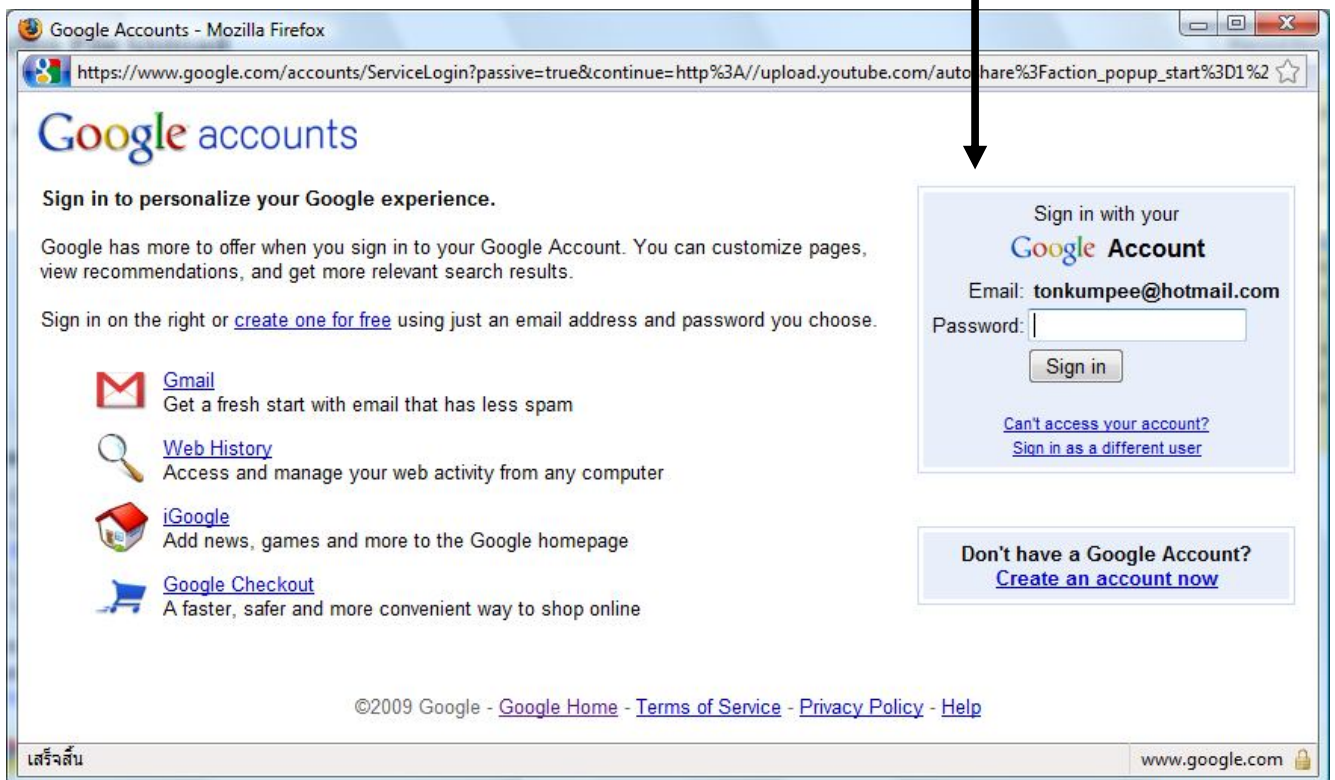 Google Accounts - Mozilla Firefox
https://www.google.com/accounts/ServiceLogin?passive=true&continue=http%3A//upload.youtube.com/autoshare%3Faction_popup_start%3D1%2
Google accounts
Sign in to personalize your Google experience.
Google has more to offer when you sign in to your Google Account. You can customize pages,
view recommendations, and get more relevant search results.
Sign in on the right or create one for free using just an email address and password you choose.
Gmail
Get a fresh start with email that has less spam
Web History
Access and manage your web activity from any computer
iGoogle
Add news, games and more to the Google homepage
Google Checkout
A faster, safer and more convenient way to shop online
Sign in with your
Google Account
Email: tonkumpee@hotmail.com
Password:
Sign in
Can't access your account?
Sign in as a different user
Don't have a Google Account?
Create an account now
©2009 Google - Google Home - Terms of Service - Privacy Policy - Help
เสร็จสิ้น
www.google.com